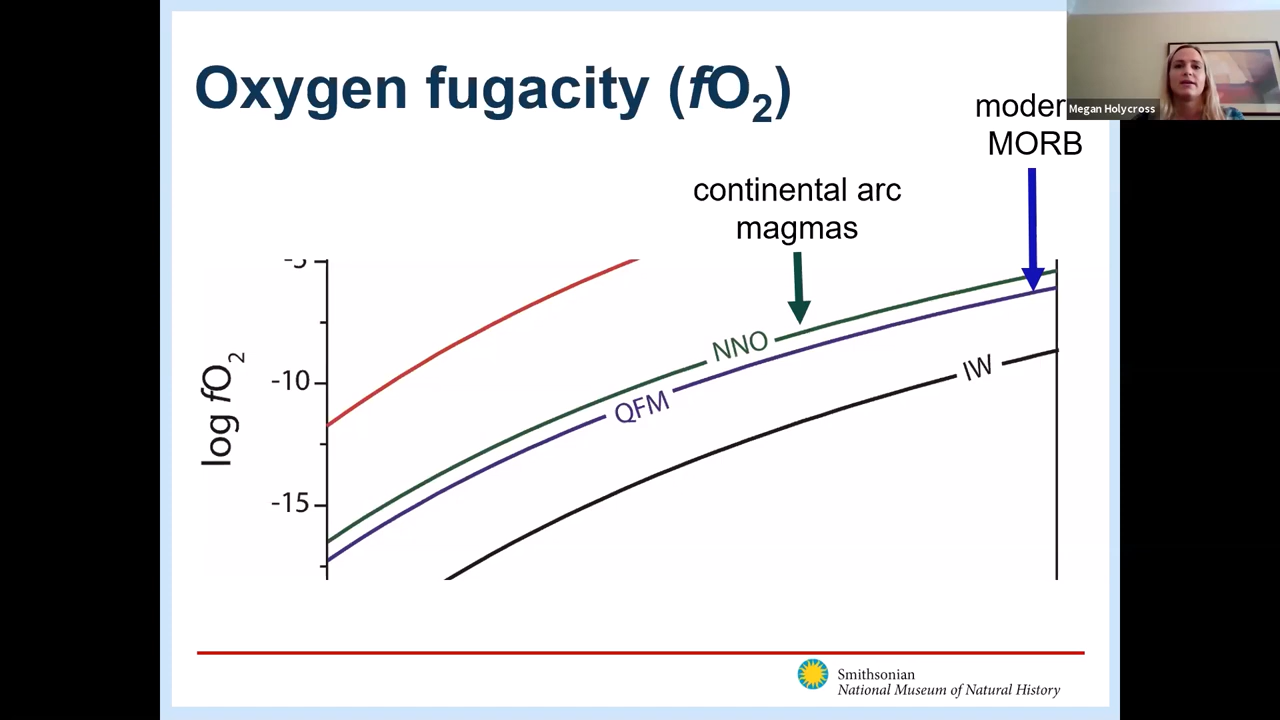 Oxygen fugacity (fO₂)
moder
MORB
Megan Holycross
continental arc
magmas
-5
-10
-15
log fO₂
NNO
QFM
IW
Smithsonian
National Museum of Natural History